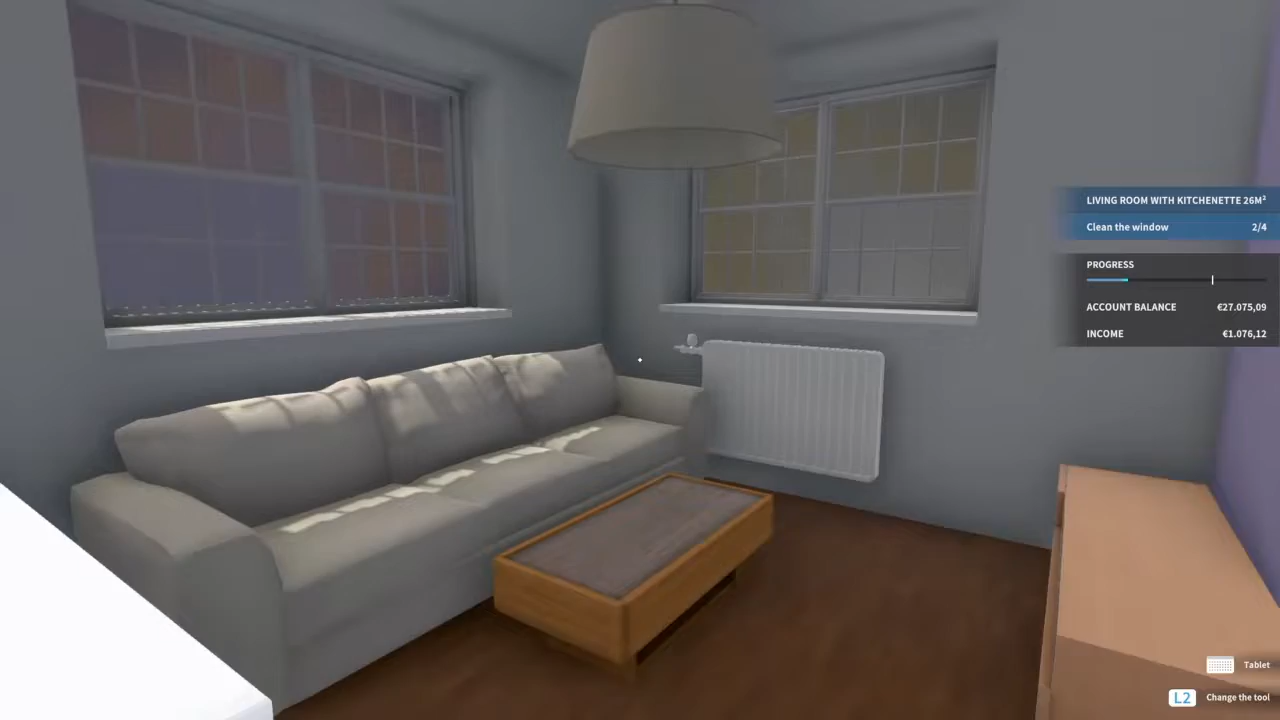 LIVING ROOM WITH KITCHENETTE 26M²
Clean the window 2/4
PROGRESS
ACCOUNT BALANCE €27.075,09
INCOME €1.076,12
Tablet
L2 Change the tool